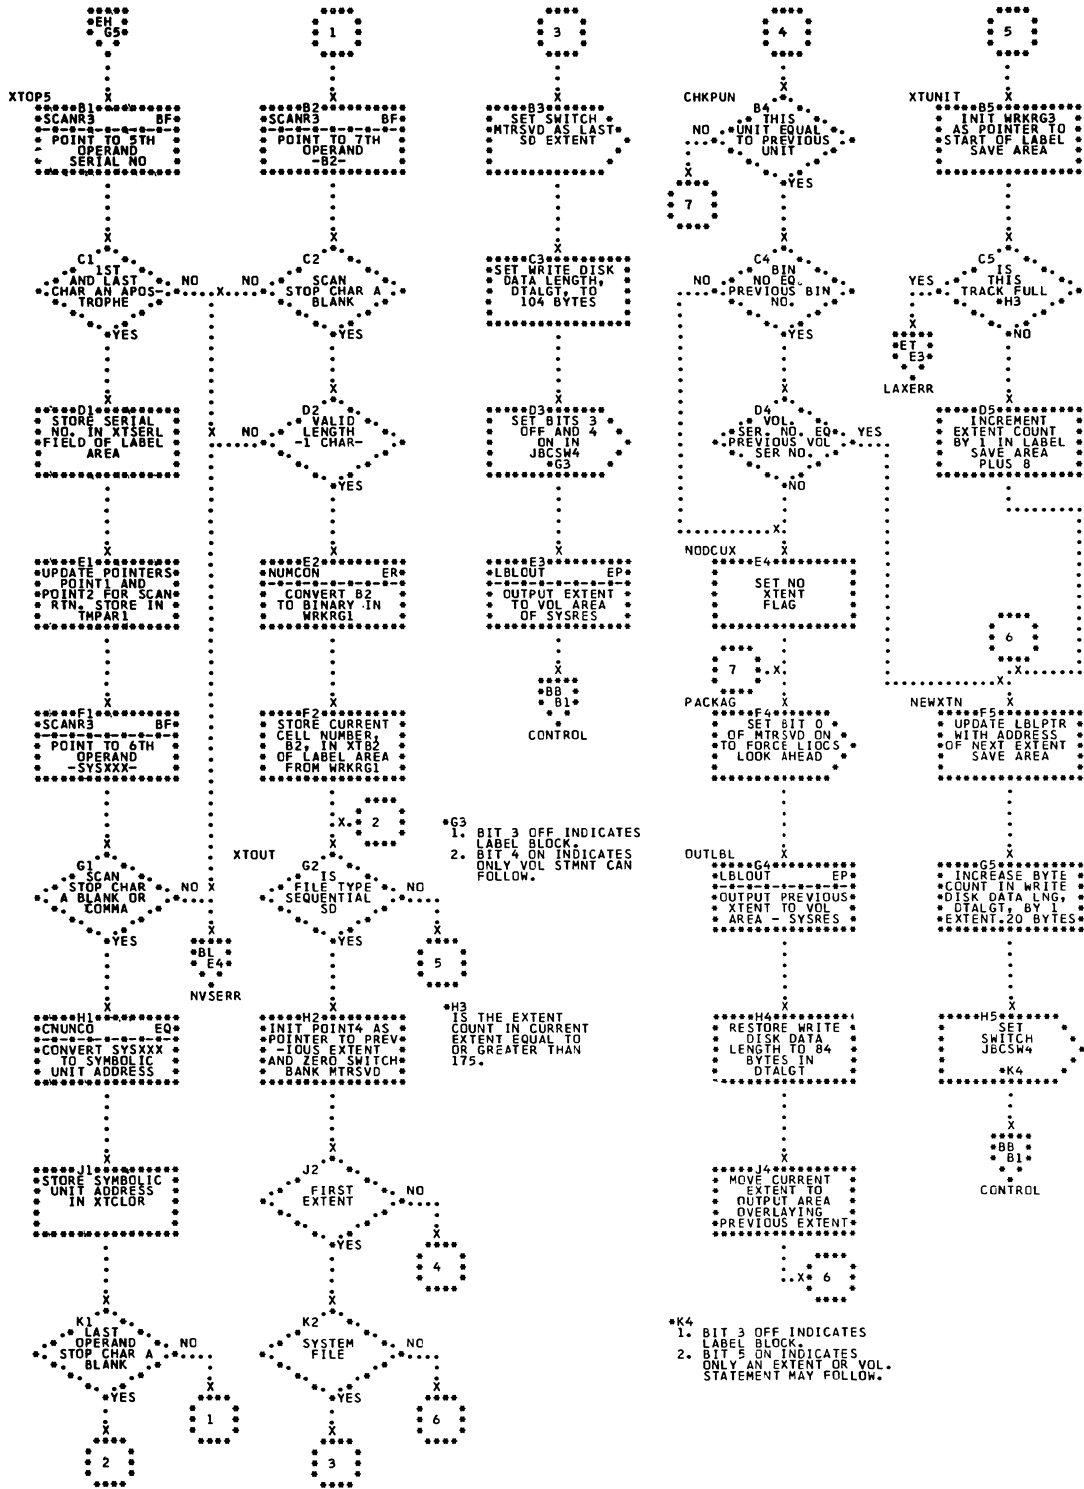 EH
G5
XTOP5
B1
SCANR3 BF
POINT TO 5TH
OPERAND
SERIAL NO
C1
1ST
AND LAST
CHAR AN APOS-
TROPHE
NO
YES
D1
STORE SERIAL
NO. IN XTSERL
FIELD OF LABEL
AREA
E1
UPDATE POINTERS
POINT1 AND
POINT2 FOR SCAN
RTN. STORE IN
TMPAR1
F1
SCANR3 BF
POINT TO 6TH
OPERAND
-SYSXXX-
G1
SCAN
STOP CHAR
A BLANK OR
COMMA
NO X
YES
BL
E4
NVSERR
H1
CNUNCO EQ
CONVERT SYSXXX
TO SYMBOLIC
UNIT ADDRESS
J1
STORE SYMBOLIC
UNIT ADDRESS
IN XTCLOR
K1
LAST
OPERAND
STOP CHAR A
BLANK
NO
YES
1
2
1
B2
SCANR3 BF
POINT TO 7TH
OPERAND
-B2-
C2
SCAN
STOP CHAR A
BLANK
NO
YES
D2
VALID
LENGTH
-1 CHAR-
NO
YES
E2
NUMCON ER
CONVERT B2
TO BINARY IN
WRKRG1
F2
STORE CURRENT
CELL NUMBER,
B2, IN XTB2
OF LABEL AREA
FROM WRKRG1
2
XTOUT
G2
IS
FILE TYPE
SEQUENTIAL
SD
NO
YES
5
H2
INIT POINT4 AS
POINTER TO PREV
-IOUS EXTENT
AND ZERO SWITCH
BANK MTRSVD
J2
FIRST
EXTENT
NO
YES
4
K2
SYSTEM
FILE
NO
YES
6
3
3
B3
SET SWITCH
MTRSVD AS LAST
SD EXTENT
C3
SET WRITE DISK
DATA LENGTH,
DTALGT, TO
104 BYTES
D3
SET BITS 3
OFF AND 4
ON IN
JBCSW4
*G3
E3
LBLOUT EP
OUTPUT EXTENT
TO VOL AREA
OF SYSRES
BB
B1
CONTROL
*G3
1. BIT 3 OFF INDICATES
LABEL BLOCK.
2. BIT 4 ON INDICATES
ONLY VOL STMNT CAN
FOLLOW.
*H3
IS THE EXTENT
COUNT IN CURRENT
EXTENT EQUAL TO
OR GREATER THAN
175.
4
CHKPUN
B4
THIS
UNIT EQUAL
TO PREVIOUS
UNIT
NO
YES
7
C4
BIN
NO EQ.
PREVIOUS BIN
NO.
NO
YES
D4
VOL.
SER. NO. EQ
PREVIOUS VOL
SER NO.
YES
NO
NODCUX
E4
SET NO
XTENT
FLAG
7
PACKAG
F4
SET BIT 0
OF MTRSVD ON
TO FORCE LIOCS
LOOK AHEAD
OUTLBL
G4
LBLOUT EP
OUTPUT PREVIOUS
XTENT TO VOL
AREA - SYSRES
H4
RESTORE WRITE
DISK DATA
LENGTH TO 84
BYTES IN
DTALGT
J4
MOVE CURRENT
EXTENT TO
OUTPUT AREA
OVERLAYING
PREVIOUS EXTENT
6
*K4
1. BIT 3 OFF INDICATES
LABEL BLOCK.
2. BIT 5 ON INDICATES
ONLY AN EXTENT OR VOL.
STATEMENT MAY FOLLOW.
5
XTUNIT
B5
INIT WRKRG3
AS POINTER TO
START OF LABEL
SAVE AREA
C5
IS
THIS
TRACK FULL
*H3
YES
NO
ET
E3
LAXERR
D5
INCREMENT
EXTENT COUNT
BY 1 IN LABEL
SAVE AREA
PLUS 8
6
NEWXTN
F5
UPDATE LBLPTR
WITH ADDRESS
OF NEXT EXTENT
SAVE AREA
G5
INCREASE BYTE
COUNT IN WRITE
DISK DATA LNG,
DTALGT, BY 1
EXTENT.20 BYTES
H5
SET
SWITCH
JBCSW4
*K4
BB
B1
CONTROL